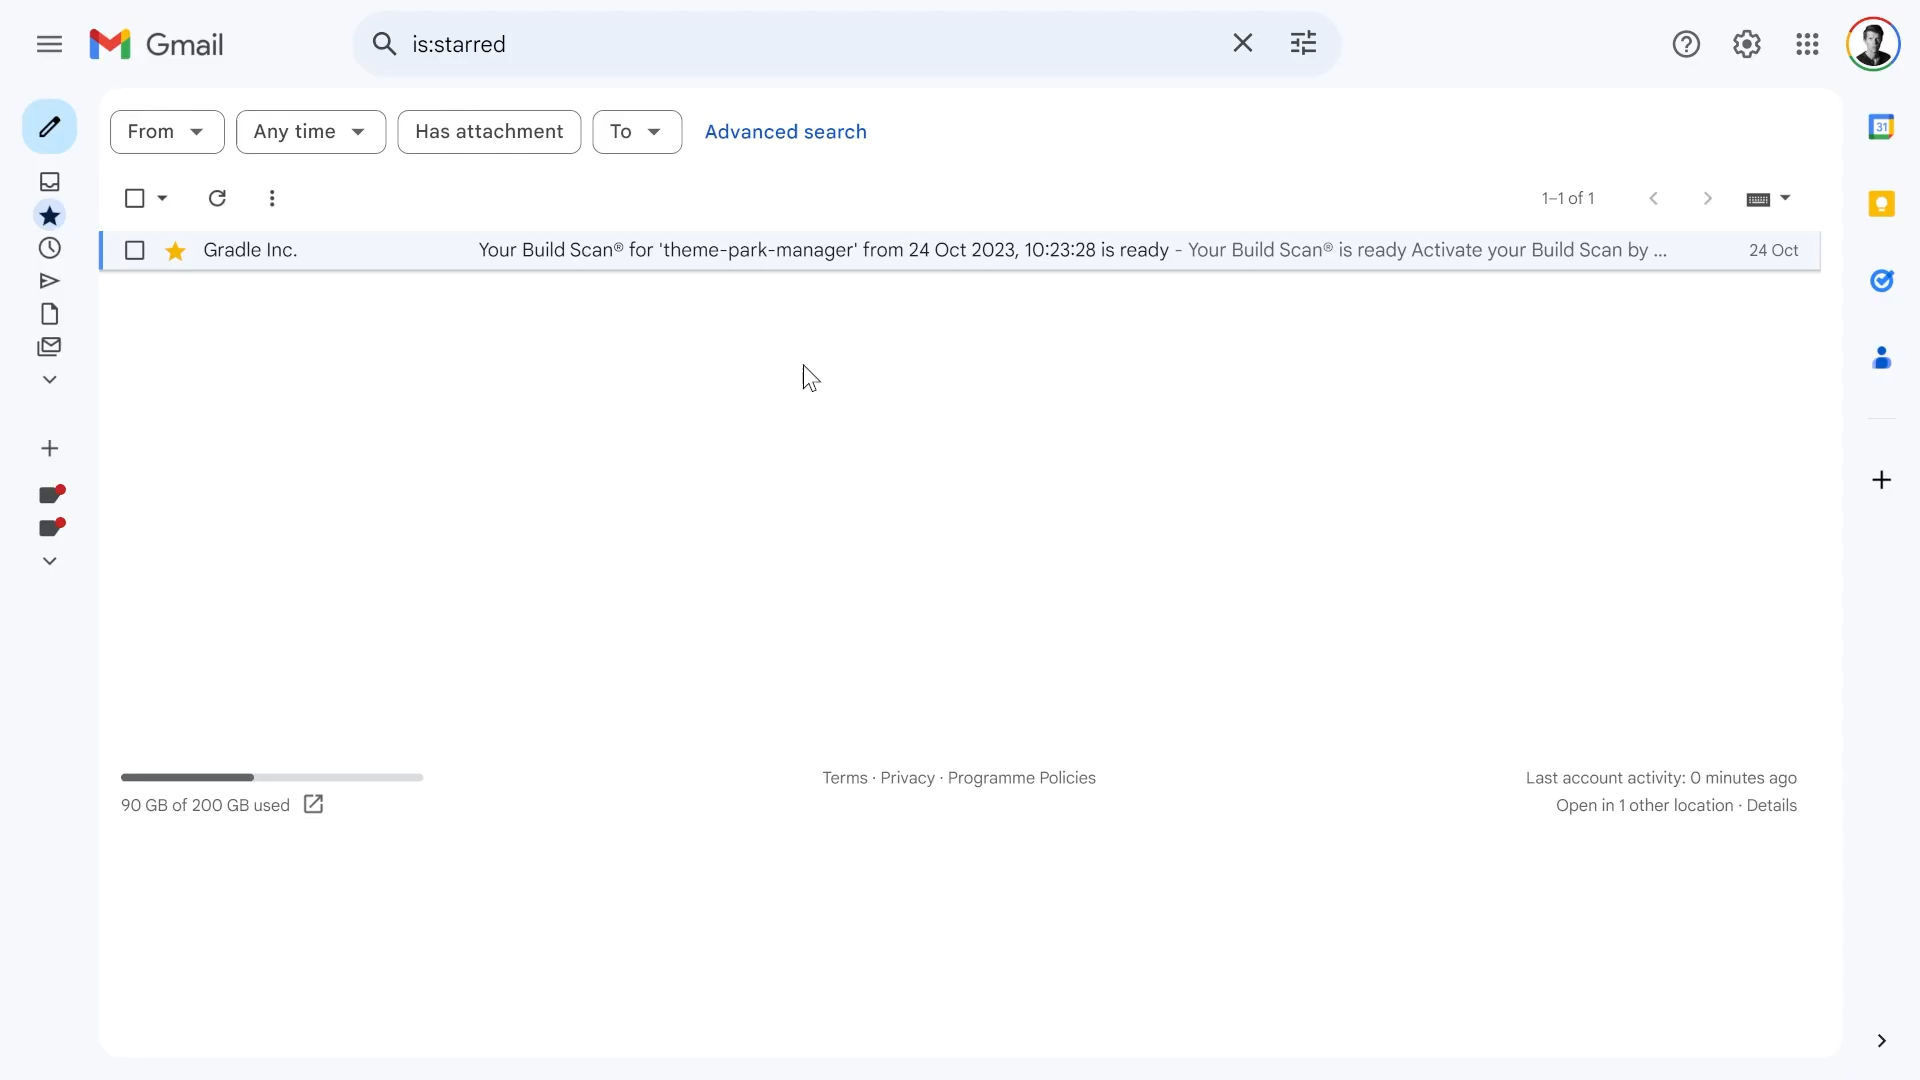 Gmail
is:starred
From
Any time
Has attachment
To
Advanced search
31
1–1 of 1
Gradle Inc.
Your Build Scan® for 'theme-park-manager' from 24 Oct 2023, 10:23:28 is ready - Your Build Scan® is ready Activate your Build Scan by ...
24 Oct
90 GB of 200 GB used
Terms · Privacy · Programme Policies
Last account activity: 0 minutes ago
Open in 1 other location · Details